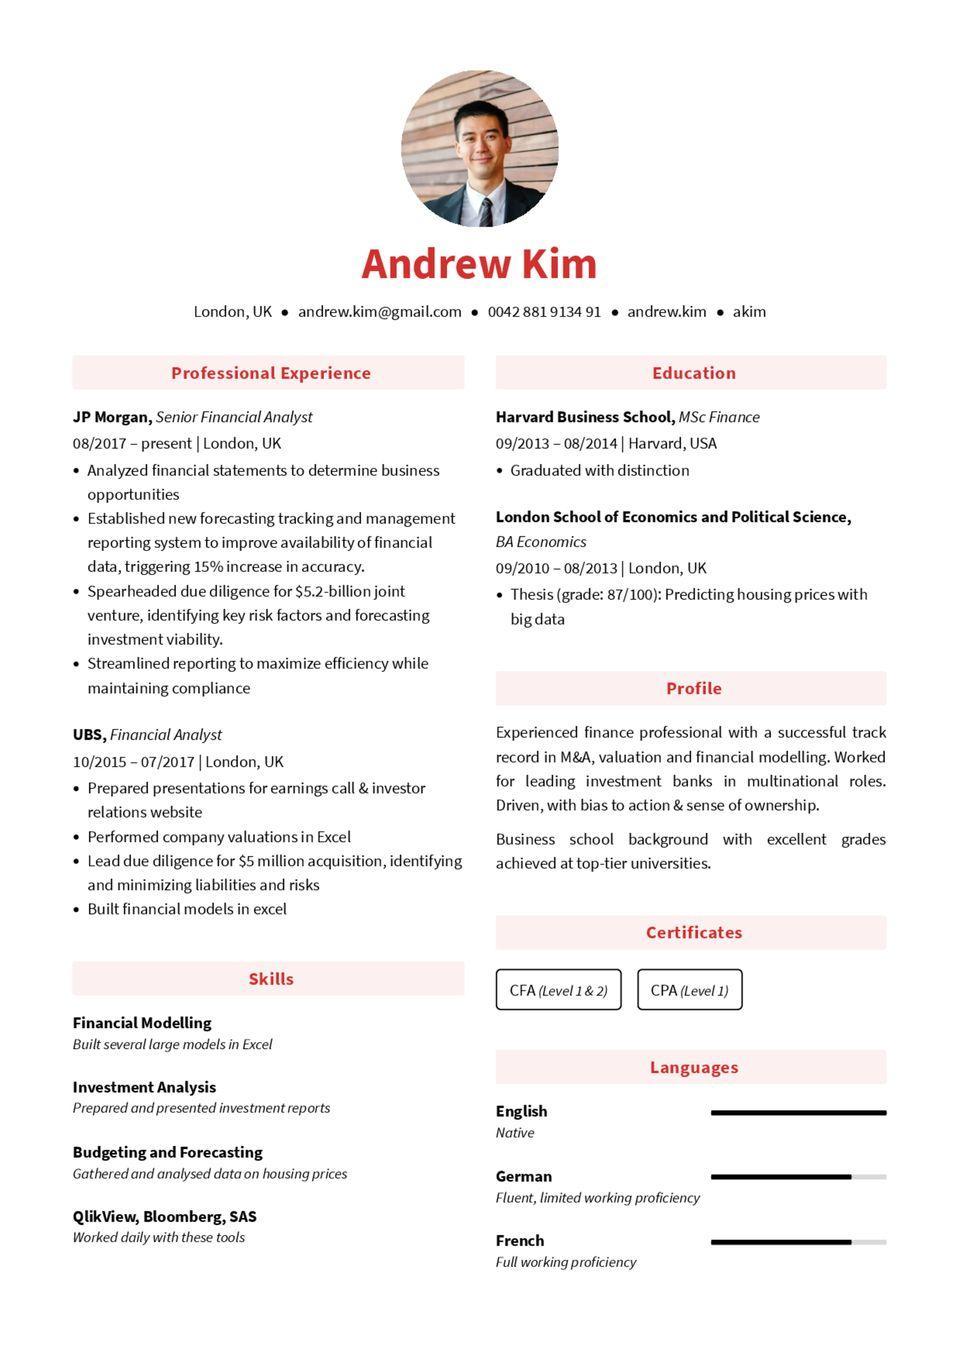 Andrew Kim
London, UK ● andrew.kim@gmail.com ● 0042 881 9134 91 ● andrew.kim ● akim
Professional Experience
JP Morgan, Senior Financial Analyst
08/2017 – present | London, UK
• Analyzed financial statements to determine business
opportunities
• Established new forecasting tracking and management
reporting system to improve availability of financial
data, triggering 15% increase in accuracy.
• Spearheaded due diligence for $5.2-billion joint
venture, identifying key risk factors and forecasting
investment viability.
• Streamlined reporting to maximize efficiency while
maintaining compliance
UBS, Financial Analyst
10/2015 – 07/2017 | London, UK
• Prepared presentations for earnings call & investor
relations website
• Performed company valuations in Excel
• Lead due diligence for $5 million acquisition, identifying
and minimizing liabilities and risks
• Built financial models in excel
Skills
Financial Modelling
Built several large models in Excel
Investment Analysis
Prepared and presented investment reports
Budgeting and Forecasting
Gathered and analysed data on housing prices
QlikView, Bloomberg, SAS
Worked daily with these tools
Education
Harvard Business School, MSc Finance
09/2013 – 08/2014 | Harvard, USA
• Graduated with distinction
London School of Economics and Political Science,
BA Economics
09/2010 – 08/2013 | London, UK
• Thesis (grade: 87/100): Predicting housing prices with
big data
Profile
Experienced finance professional with a successful track
record in M&A, valuation and financial modelling. Worked
for leading investment banks in multinational roles.
Driven, with bias to action & sense of ownership.
Business school background with excellent grades
achieved at top-tier universities.
Certificates
CFA (Level 1 & 2) CPA (Level 1)
Languages
English
Native
German
Fluent, limited working proficiency
French
Full working proficiency